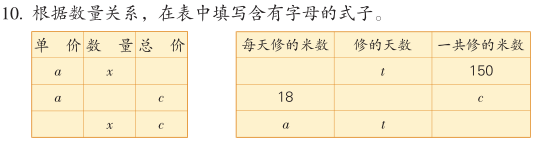 10. 根据数量关系，在表中填写含有字母的式子。
单 价 数 量 总 价 每天修的米数 修的天数 一共修的米数
a x t 150
a c 18 c
x c a t